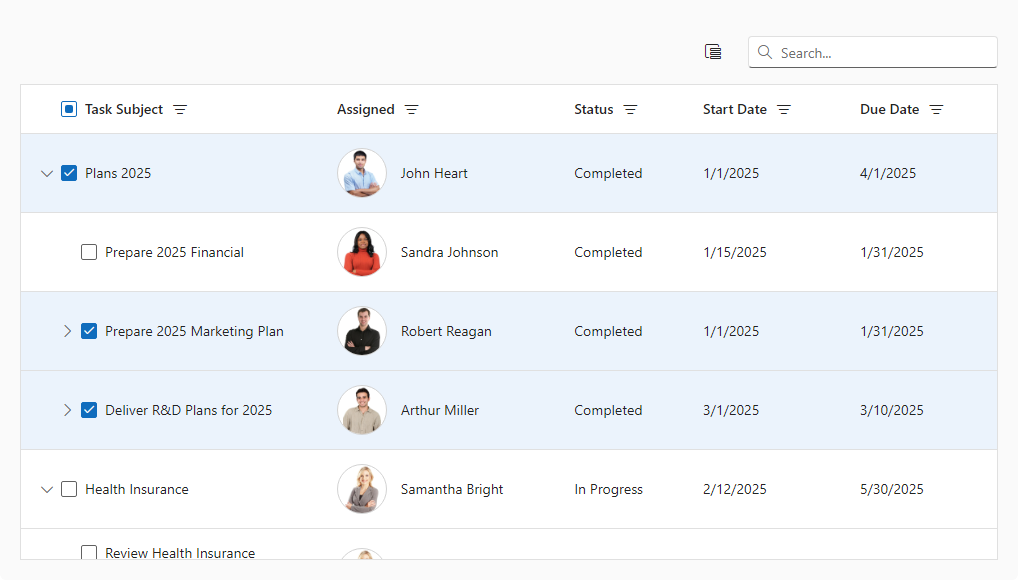 Search...
Task Subject Assigned Status Start Date Due Date
Plans 2025 John Heart Completed 1/1/2025 4/1/2025
Prepare 2025 Financial Sandra Johnson Completed 1/15/2025 1/31/2025
Prepare 2025 Marketing Plan Robert Reagan Completed 1/1/2025 1/31/2025
Deliver R&D Plans for 2025 Arthur Miller Completed 3/1/2025 3/10/2025
Health Insurance Samantha Bright In Progress 2/12/2025 5/30/2025
Review Health Insurance